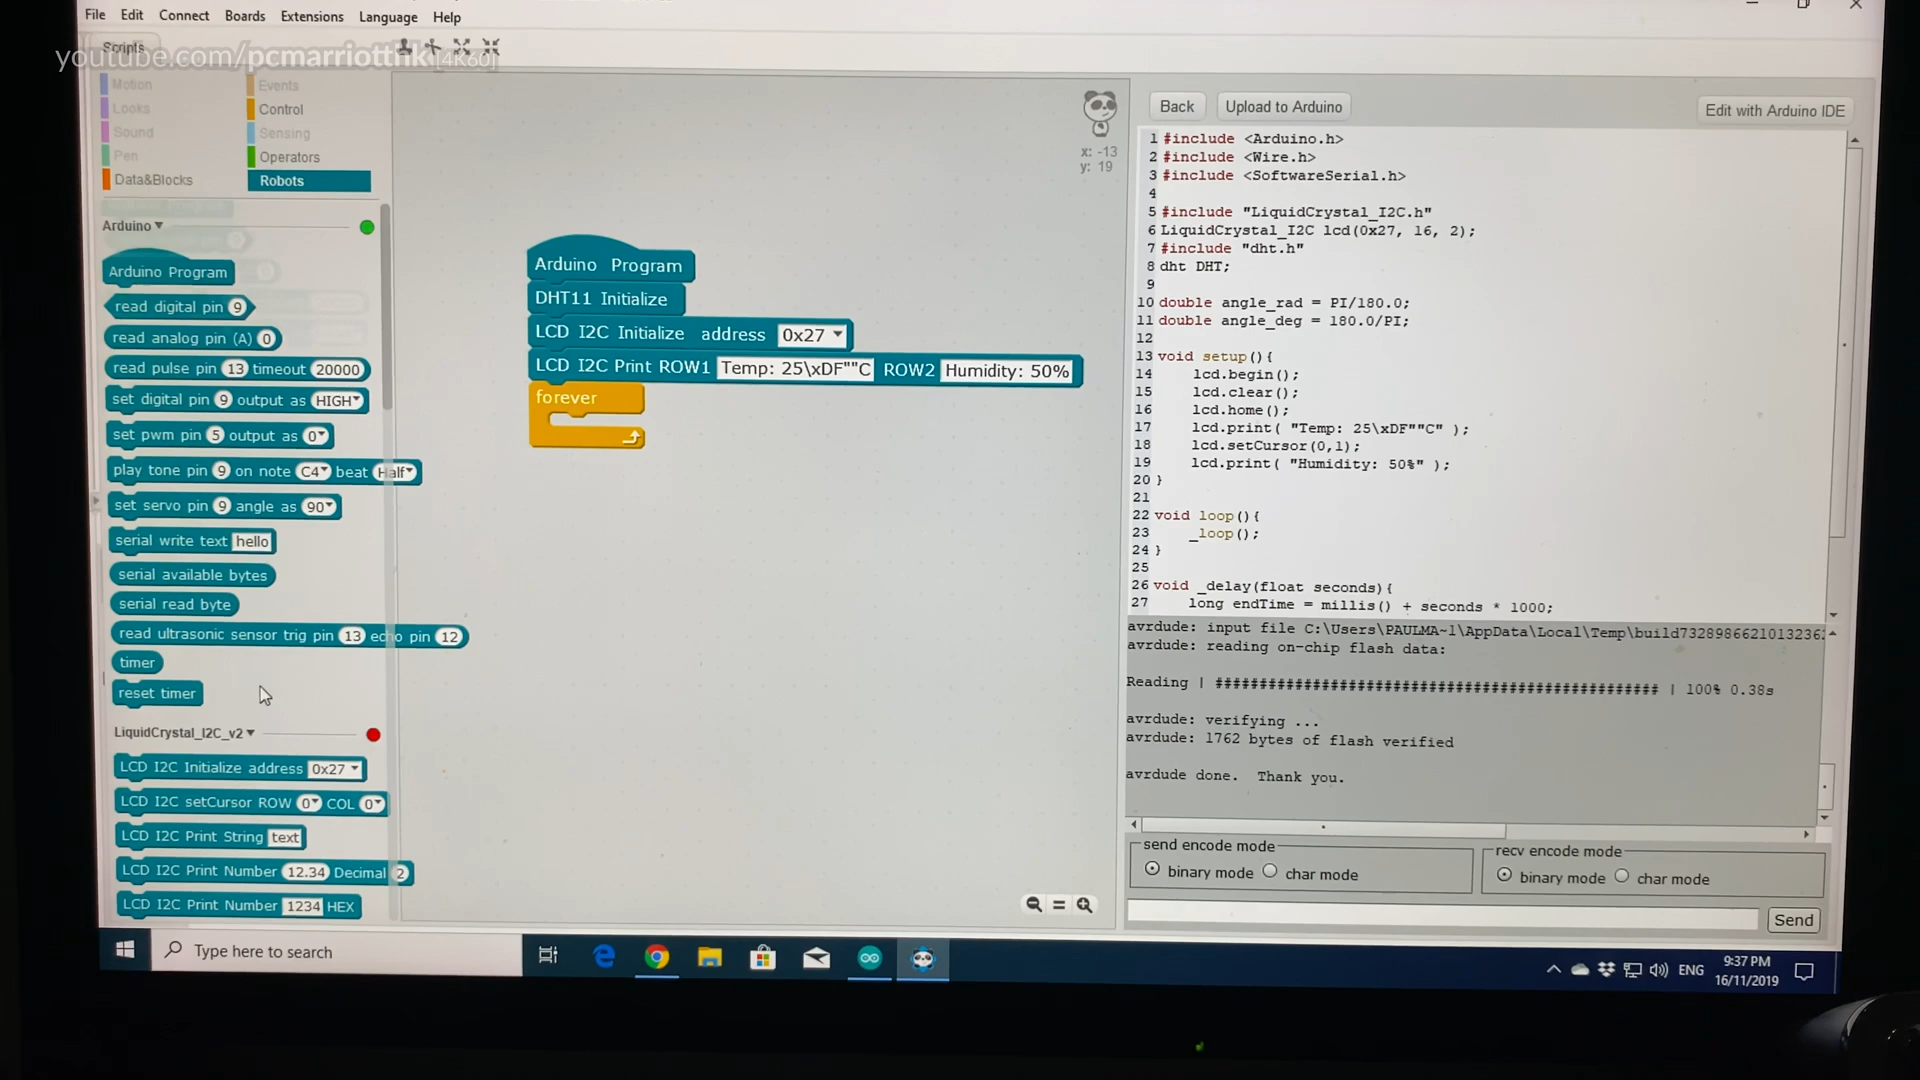 File Edit Connect Boards Extensions Language Help
Scripts
youtube.com/pcmarriotthk [4K60]
Motion
Looks
Sound
Pen
Data&Blocks
Events
Control
Sensing
Operators
Robots
Arduino
Arduino Program
read digital pin 9
read analog pin (A) 0
read pulse pin 13 timeout 20000
set digital pin 9 output as HIGH
set pwm pin 5 output as 0
play tone pin 9 on note C4 beat Half
set servo pin 9 angle as 90
serial write text hello
serial available bytes
serial read byte
read ultrasonic sensor trig pin 13 echo pin 12
timer
reset timer
LiquidCrystal_I2C_v2
LCD I2C Initialize address 0x27
LCD I2C setCursor ROW 0 COL 0
LCD I2C Print String text
LCD I2C Print Number 12.34 Decimal 2
LCD I2C Print Number 1234 HEX
Arduino Program
DHT11 Initialize
LCD I2C Initialize address 0x27
LCD I2C Print ROW1 Temp: 25\xDF""C ROW2 Humidity: 50%
forever
x: -13
y: 19
Back Upload to Arduino Edit with Arduino IDE
1 #include <Arduino.h>
2 #include <Wire.h>
3 #include <SoftwareSerial.h>
4
5 #include "LiquidCrystal_I2C.h"
6 LiquidCrystal_I2C lcd(0x27, 16, 2);
7 #include "dht.h"
8 dht DHT;
9
10 double angle_rad = PI/180.0;
11 double angle_deg = 180.0/PI;
12
13 void setup(){
14 lcd.begin();
15 lcd.clear();
16 lcd.home();
17 lcd.print( "Temp: 25\xDF""C" );
18 lcd.setCursor(0,1);
19 lcd.print( "Humidity: 50%" );
20 }
21
22 void loop(){
23 _loop();
24 }
25
26 void _delay(float seconds){
27 long endTime = millis() + seconds * 1000;
avrdude: input file C:\Users\PAULMA~1\AppData\Local\Temp\build7328986621013236
avrdude: reading on-chip flash data:
Reading | ################################################## | 100% 0.38s
avrdude: verifying ...
avrdude: 1762 bytes of flash verified
avrdude done.  Thank you.
send encode mode
binary mode char mode
recv encode mode
binary mode char mode
Send
Type here to search
ENG
9:37 PM
16/11/2019